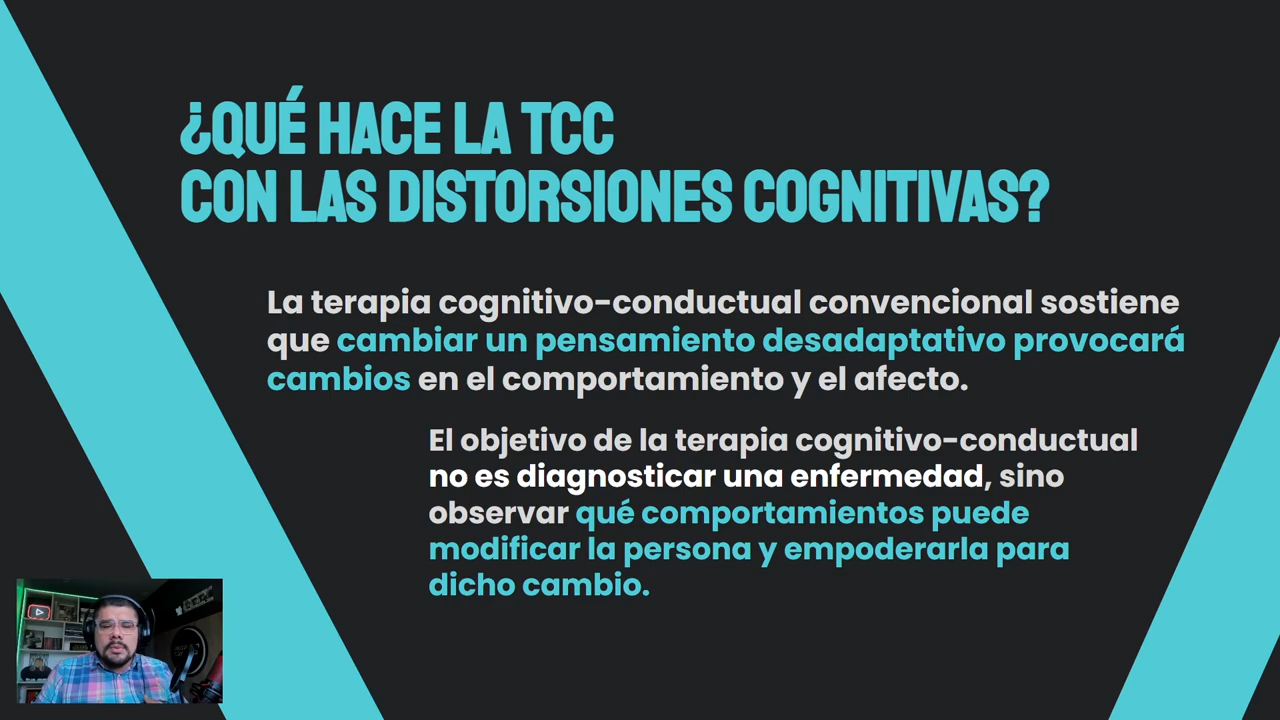 ¿QUÉ HACE LA TCC
CON LAS DISTORSIONES COGNITIVAS?
La terapia cognitivo-conductual convencional sostiene
que cambiar un pensamiento desadaptativo provocará
cambios en el comportamiento y el afecto.
El objetivo de la terapia cognitivo-conductual
no es diagnosticar una enfermedad, sino
observar qué comportamientos puede
modificar la persona y empoderarla para
dicho cambio.